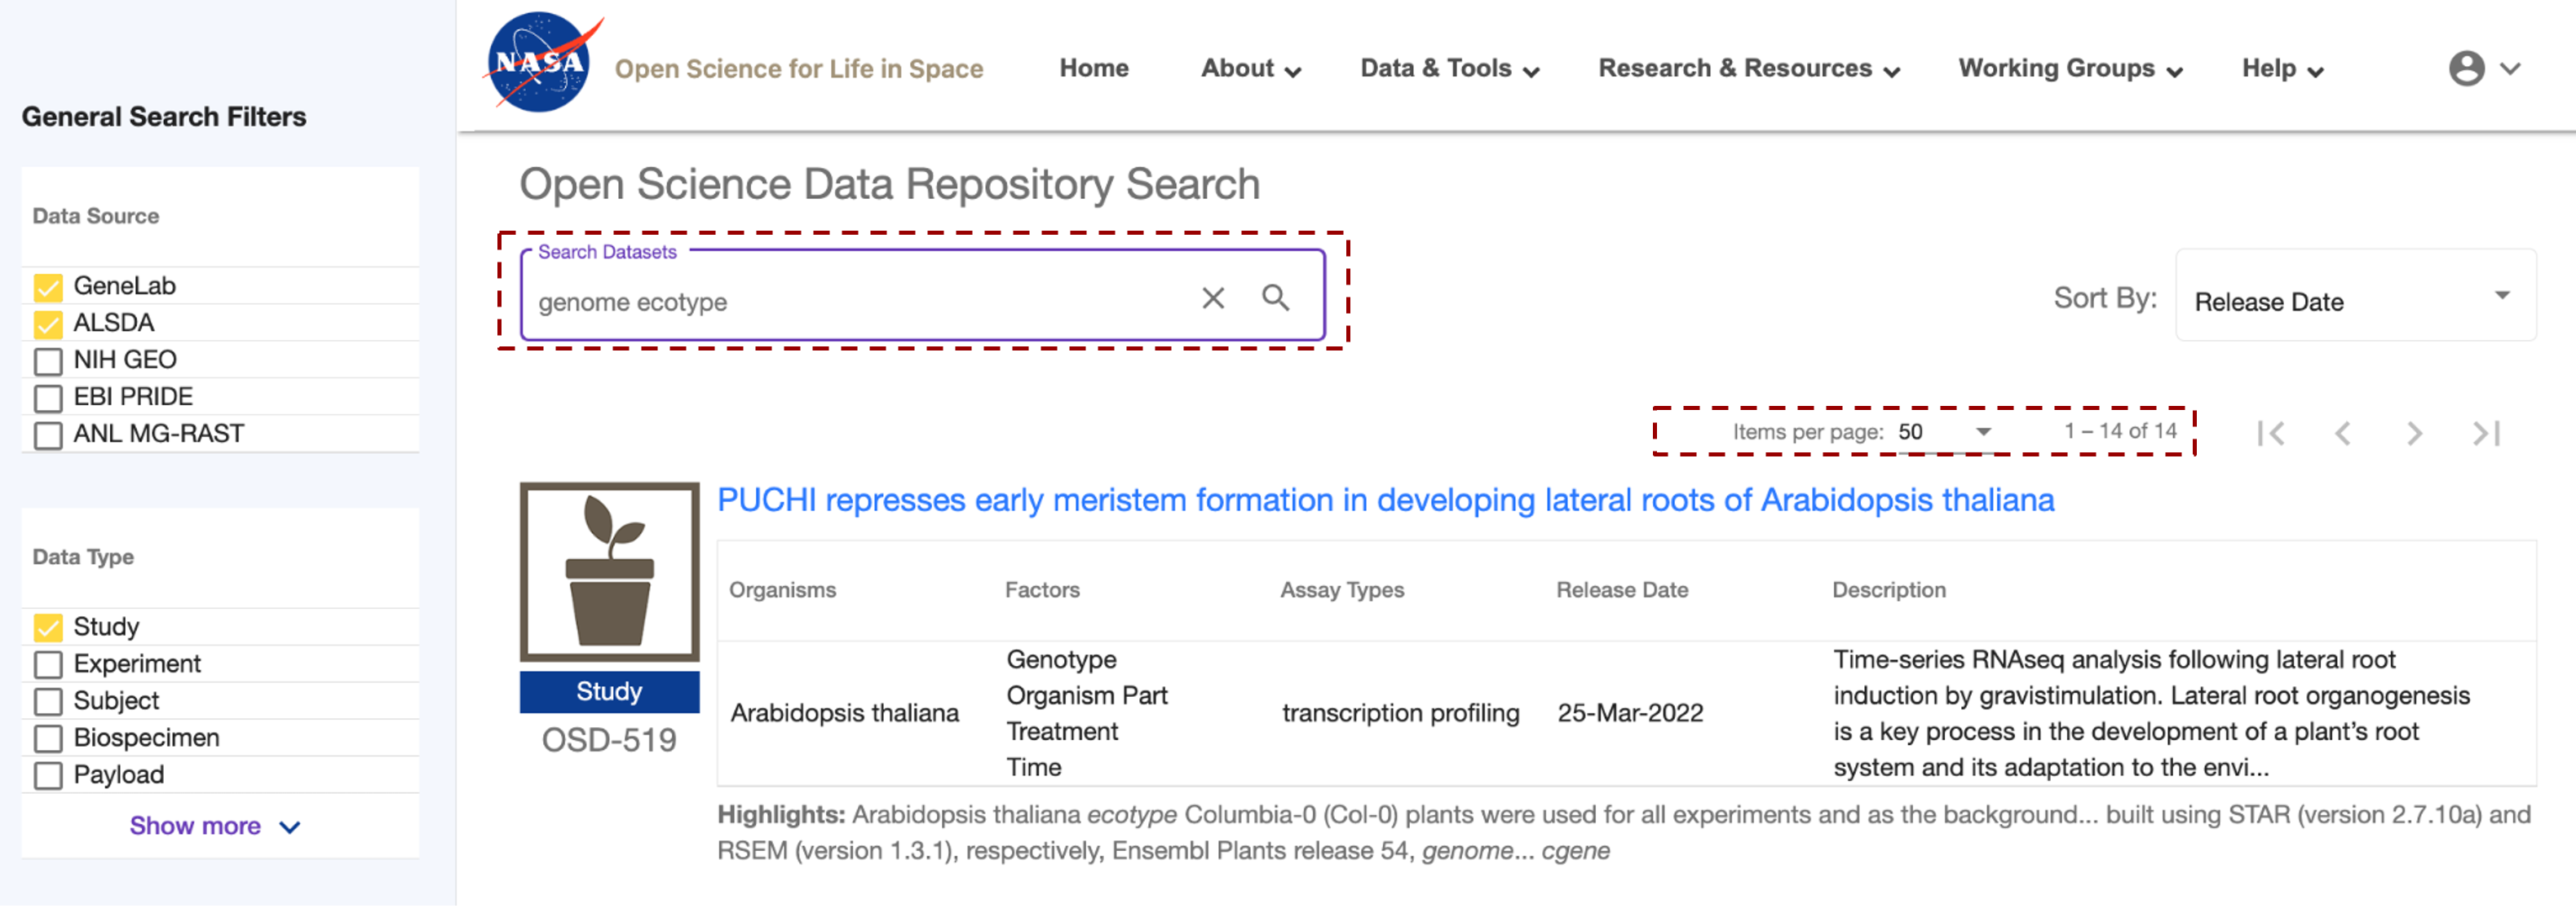 General Search Filters
Data Source
GeneLab
ALSDA
NIH GEO
EBI PRIDE
ANL MG-RAST
Data Type
Study
Experiment
Subject
Biospecimen
Payload
Show more
NASA
Open Science for Life in Space
Home
About
Data & Tools
Research & Resources
Working Groups
Help
Open Science Data Repository Search
Search Datasets
genome ecotype
Sort By:
Release Date
Items per page: 50
1 – 14 of 14
Study
OSD-519
PUCHI represses early meristem formation in developing lateral roots of Arabidopsis thaliana
Organisms
Factors
Assay Types
Release Date
Description
Arabidopsis thaliana
Genotype
Organism Part
Treatment
Time
transcription profiling
25-Mar-2022
Time-series RNAseq analysis following lateral root
induction by gravistimulation. Lateral root organogenesis
is a key process in the development of a plant’s root
system and its adaptation to the envi...
Highlights: Arabidopsis thaliana ecotype Columbia-0 (Col-0) plants were used for all experiments and as the background... built using STAR (version 2.7.10a) and
RSEM (version 1.3.1), respectively, Ensembl Plants release 54, genome... cgene